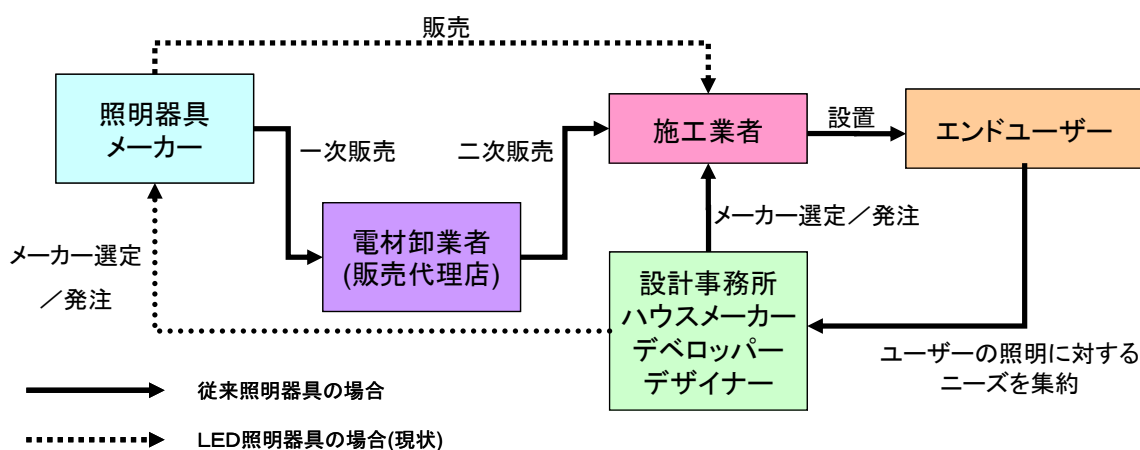 販売
照明器具
メーカー
施工業者
設置
エンドユーザー
一次販売
二次販売
電材卸業者
(販売代理店)
メーカー選定／発注
メーカー選定
／発注
設計事務所
ハウスメーカー
デベロッパー
デザイナー
ユーザーの照明に対する
ニーズを集約
従来照明器具の場合
LED照明器具の場合(現状)